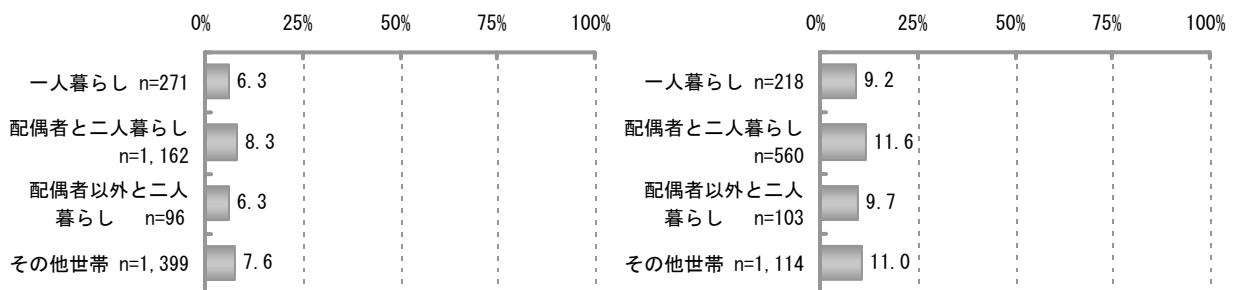 0% 25% 50% 75% 100%
一人暮らし n=271 6.3
配偶者と二人暮らし
n=1,162 8.3
配偶者以外と二人
暮らし n=96 6.3
その他世帯 n=1,399 7.6
0% 25% 50% 75% 100%
一人暮らし n=218 9.2
配偶者と二人暮らし
n=560 11.6
配偶者以外と二人
暮らし n=103 9.7
その他世帯 n=1,114 11.0